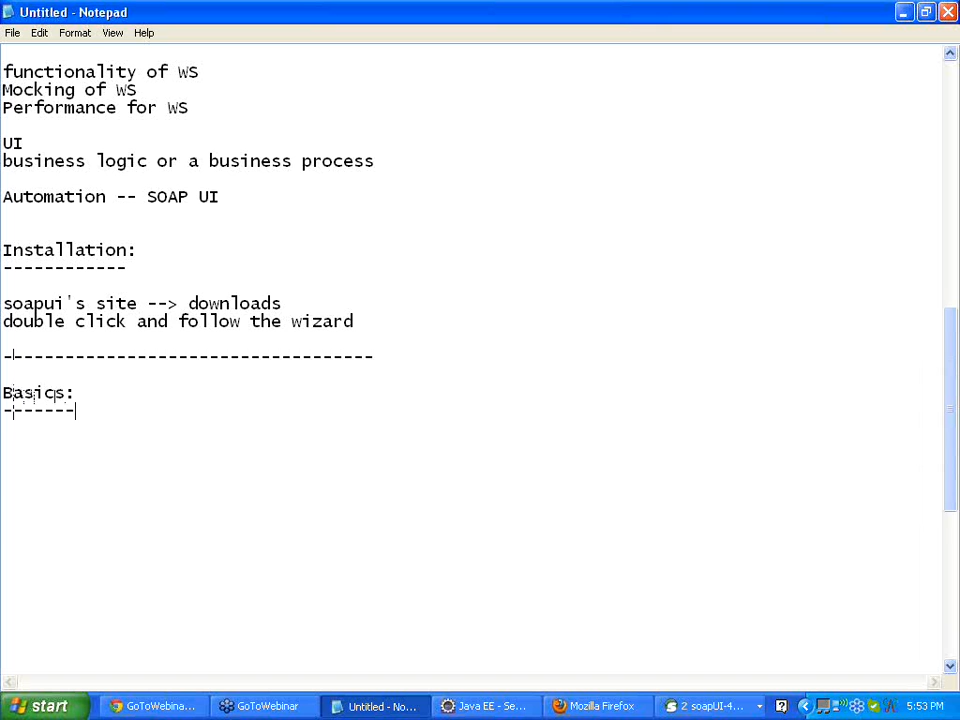 Untitled - Notepad
File Edit Format View Help
functionality of WS
Mocking of WS
Performance for WS
UI
business logic or a business process
Automation -- SOAP UI
Installation:
------------
soapui's site --> downloads
double click and follow the wizard
------------------------------------
Basics:
-------
start GoToWebina... GoToWebinar Untitled - No... Java EE - Se... Mozilla Firefox 2 soapUI-4... 5:53 PM